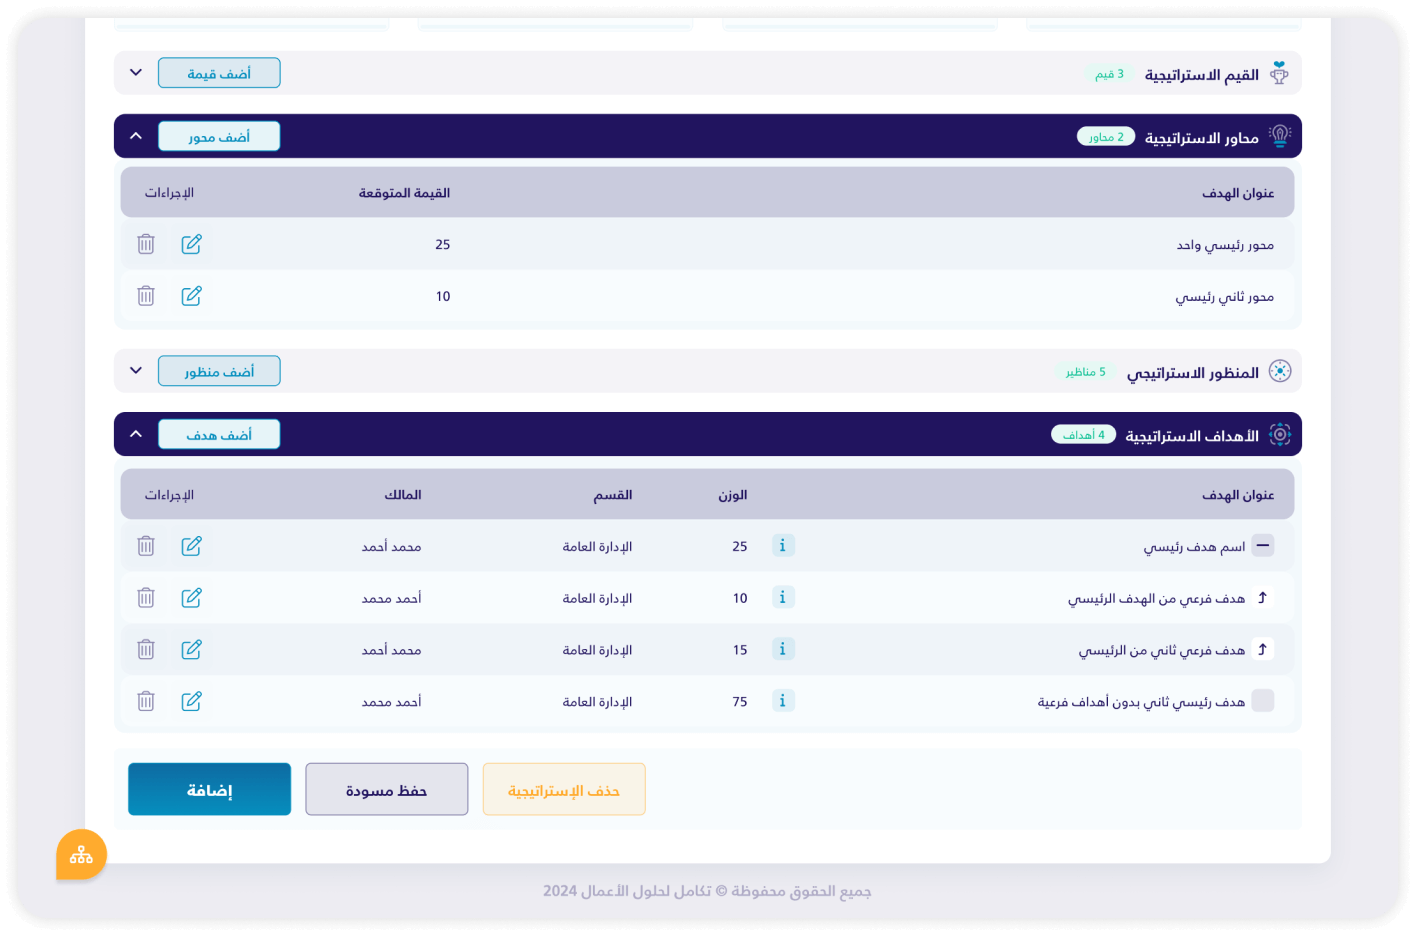 القيم الاستراتيجية 3 قيم أضف قيمة
محاور الاستراتيجية 2 محاور أضف محور
عنوان الهدف القيمة المتوقعة الإجراءات
محور رئيسي واحد 25
محور ثاني رئيسي 10
المنظور الاستراتيجي 5 مناظير أضف منظور
الأهداف الاستراتيجية 4 أهداف أضف هدف
عنوان الهدف الوزن القسم المالك الإجراءات
اسم هدف رئيسي i 25 الإدارة العامة محمد أحمد
هدف فرعي من الهدف الرئيسي i 10 الإدارة العامة أحمد محمد
هدف فرعي ثاني من الرئيسي i 15 الإدارة العامة محمد أحمد
هدف رئيسي ثاني بدون أهداف فرعية i 75 الإدارة العامة أحمد محمد
حذف الإستراتيجية حفظ مسودة إضافة
جميع الحقوق محفوظة © تكامل لحلول الأعمال 2024